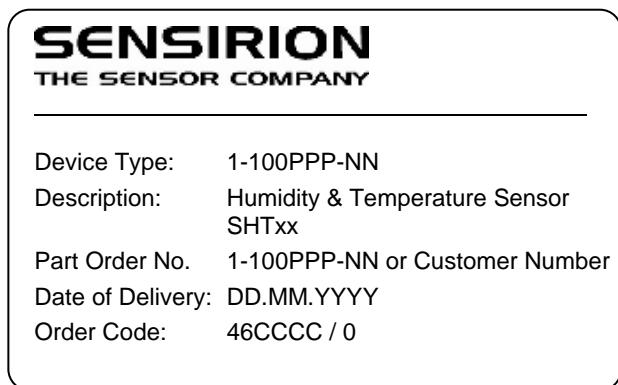 SENSIRION
THE SENSOR COMPANY
Device Type: 1-100PPP-NN
Description: Humidity & Temperature Sensor
SHTxx
Part Order No. 1-100PPP-NN or Customer Number
Date of Delivery: DD.MM.YYYY
Order Code: 46CCCC / 0